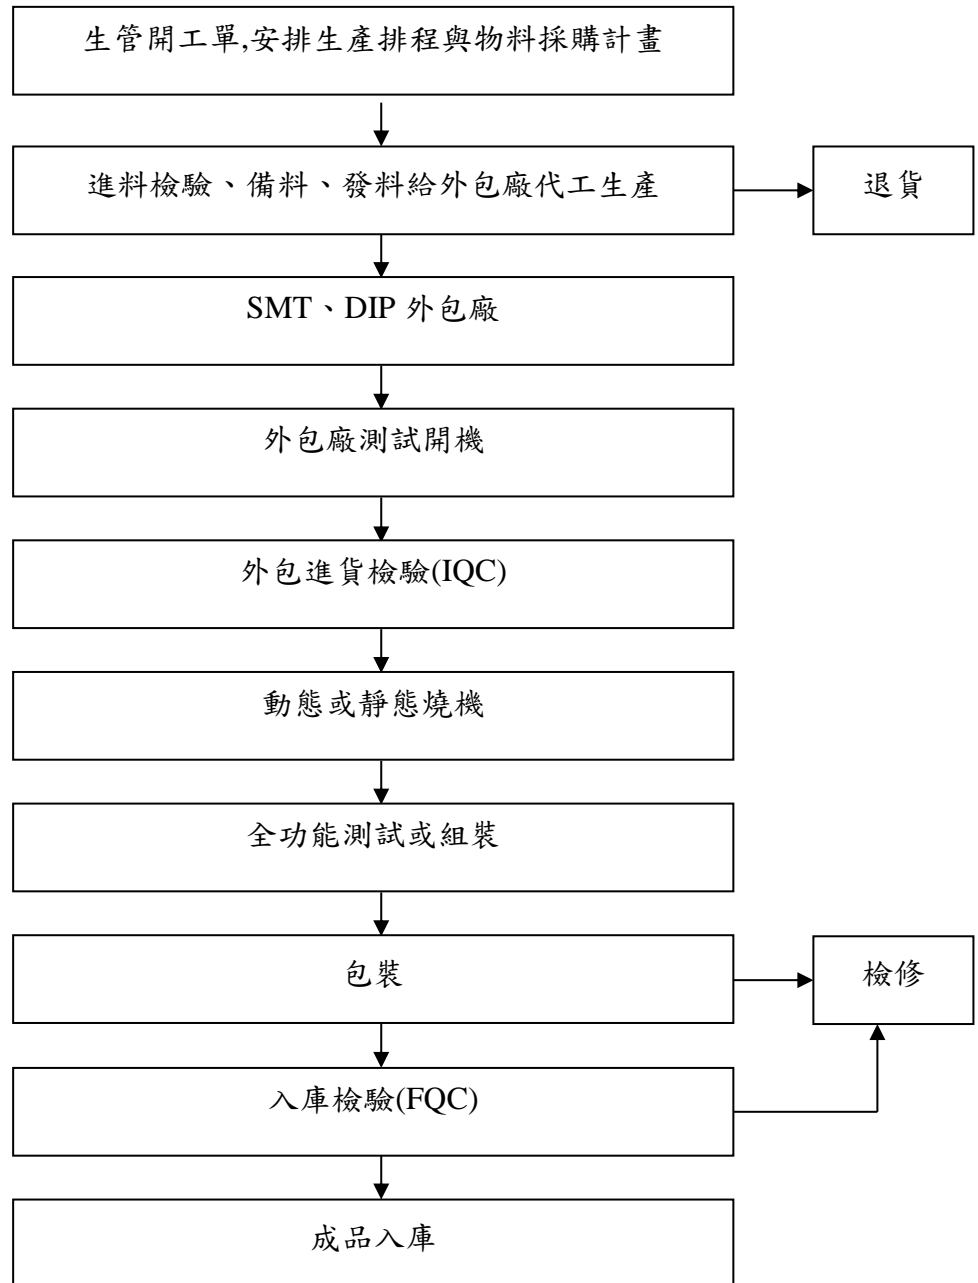 生管開工單,安排生產排程與物料採購計畫
進料檢驗、備料、發料給外包廠代工生產
退貨
SMT、DIP 外包廠
外包廠測試開機
外包進貨檢驗(IQC)
動態或靜態燒機
全功能測試或組裝
包裝
檢修
入庫檢驗(FQC)
成品入庫